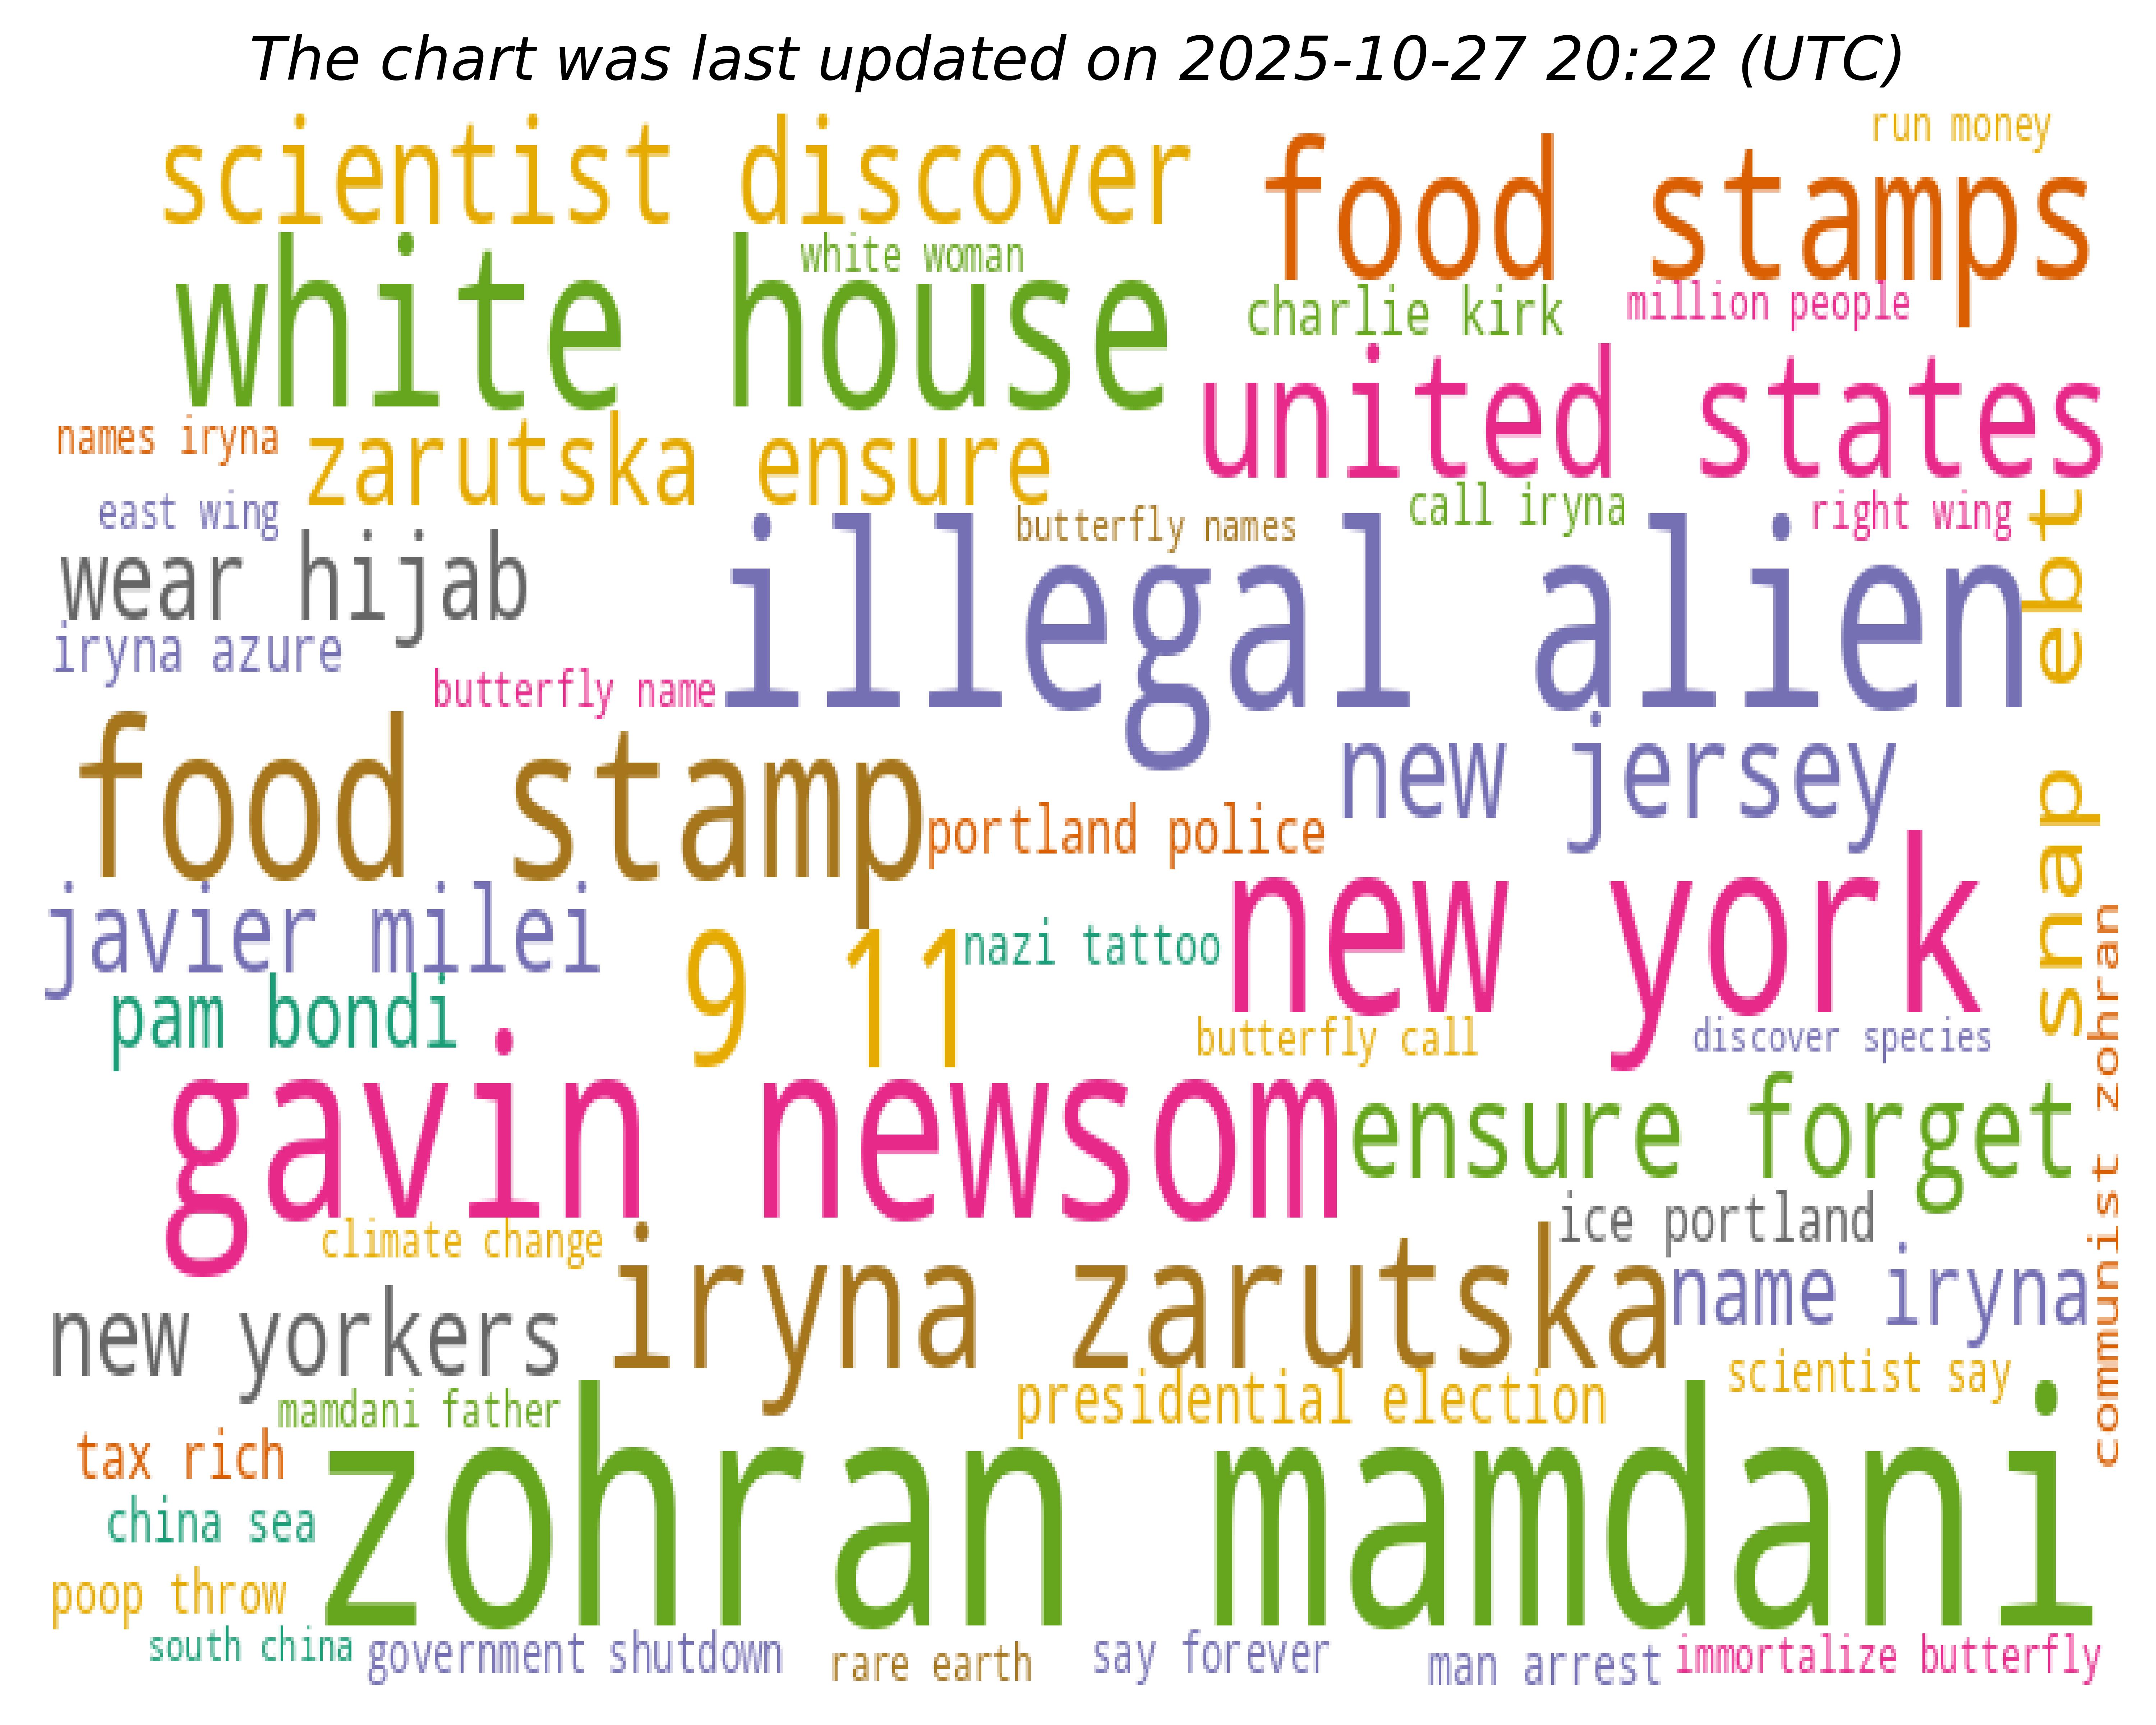 The chart was last updated on 2025-10-27 20:22 (UTC)
scientist discover
run money
food stamps
white woman
white house
charlie kirk
million people
united states
names iryna
zarutska ensure
east wing
call iryna
right wing
butterfly names
wear hijab
illegal alien
snap ebt
iryna azure
butterfly name
food stamp
new jersey
portland police
new york
javier milei
9 11
nazi tattoo
pam bondi
butterfly call
discover species
communist zohran
gavin newsom
ensure forget
climate change
ice portland
iryna zarutska
name iryna
new yorkers
scientist say
mamdani father
presidential election
tax rich
zohran mamdani
china sea
poop throw
south china
government shutdown
rare earth
say forever
man arrest
immortalize butterfly